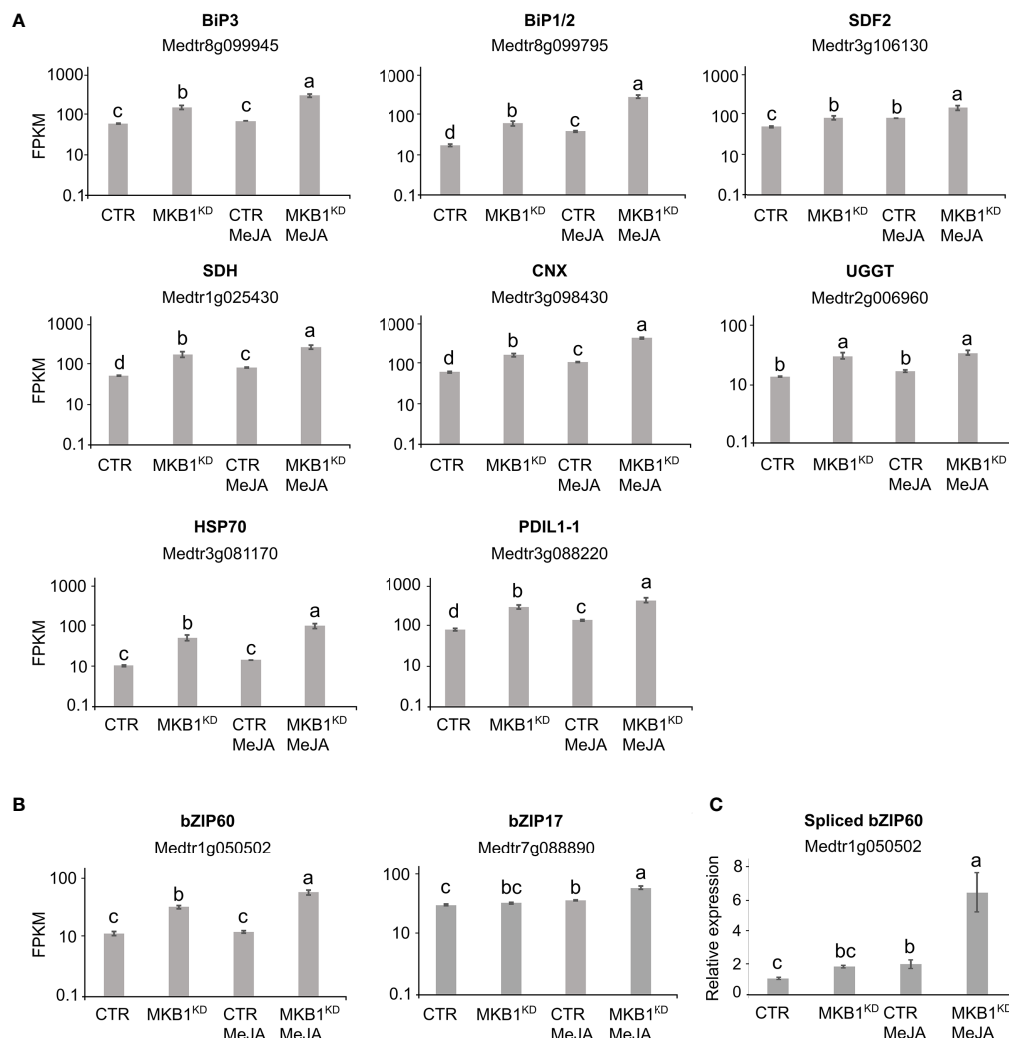 A
BiP3
Medtr8g099945
1000
100
10
0.1
FPKM
c
b
c
a
CTR
MKB1KD
CTR
MeJA
MKB1KD
MeJA
BiP1/2
Medtr8g099795
1000
100
10
0.1
d
b
c
a
CTR
MKB1KD
CTR
MeJA
MKB1KD
MeJA
SDF2
Medtr3g106130
1000
100
10
0.1
c
b
b
a
CTR
MKB1KD
CTR
MeJA
MKB1KD
MeJA
SDH
Medtr1g025430
1000
100
10
0.1
FPKM
d
b
c
a
CTR
MKB1KD
CTR
MeJA
MKB1KD
MeJA
CNX
Medtr3g098430
1000
100
10
0.1
d
b
c
a
CTR
MKB1KD
CTR
MeJA
MKB1KD
MeJA
UGGT
Medtr2g006960
100
10
0.1
b
a
b
a
CTR
MKB1KD
CTR
MeJA
MKB1KD
MeJA
HSP70
Medtr3g081170
1000
100
10
0.1
FPKM
c
b
c
a
CTR
MKB1KD
CTR
MeJA
MKB1KD
MeJA
PDIL1-1
Medtr3g088220
1000
100
10
0.1
d
b
c
a
CTR
MKB1KD
CTR
MeJA
MKB1KD
MeJA
B
bZIP60
Medtr1g050502
100
10
0.1
FPKM
c
b
c
a
CTR
MKB1KD
CTR
MeJA
MKB1KD
MeJA
bZIP17
Medtr7g088890
100
10
0.1
c
bc
b
a
CTR
MKB1KD
CTR
MeJA
MKB1KD
MeJA
C
Spliced bZIP60
Medtr1g050502
8
6
4
2
0
Relative expression
c
bc
b
a
CTR
MKB1KD
CTR
MeJA
MKB1KD
MeJA